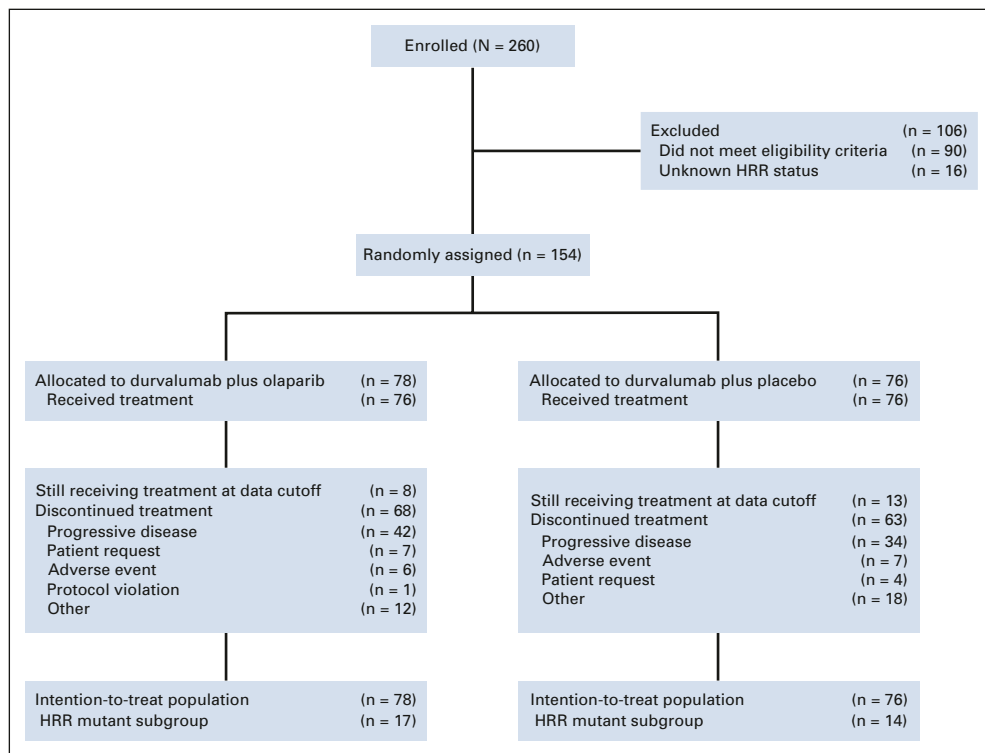 Enrolled (N = 260)
Excluded (n = 106)
Did not meet eligibility criteria (n = 90)
Unknown HRR status (n = 16)
Randomly assigned (n = 154)
Allocated to durvalumab plus olaparib (n = 78)
Received treatment (n = 76)
Allocated to durvalumab plus placebo (n = 76)
Received treatment (n = 76)
Still receiving treatment at data cutoff (n = 8)
Discontinued treatment (n = 68)
Progressive disease (n = 42)
Patient request (n = 7)
Adverse event (n = 6)
Protocol violation (n = 1)
Other (n = 12)
Still receiving treatment at data cutoff (n = 13)
Discontinued treatment (n = 63)
Progressive disease (n = 34)
Adverse event (n = 7)
Patient request (n = 4)
Other (n = 18)
Intention-to-treat population (n = 78)
HRR mutant subgroup (n = 17)
Intention-to-treat population (n = 76)
HRR mutant subgroup (n = 14)